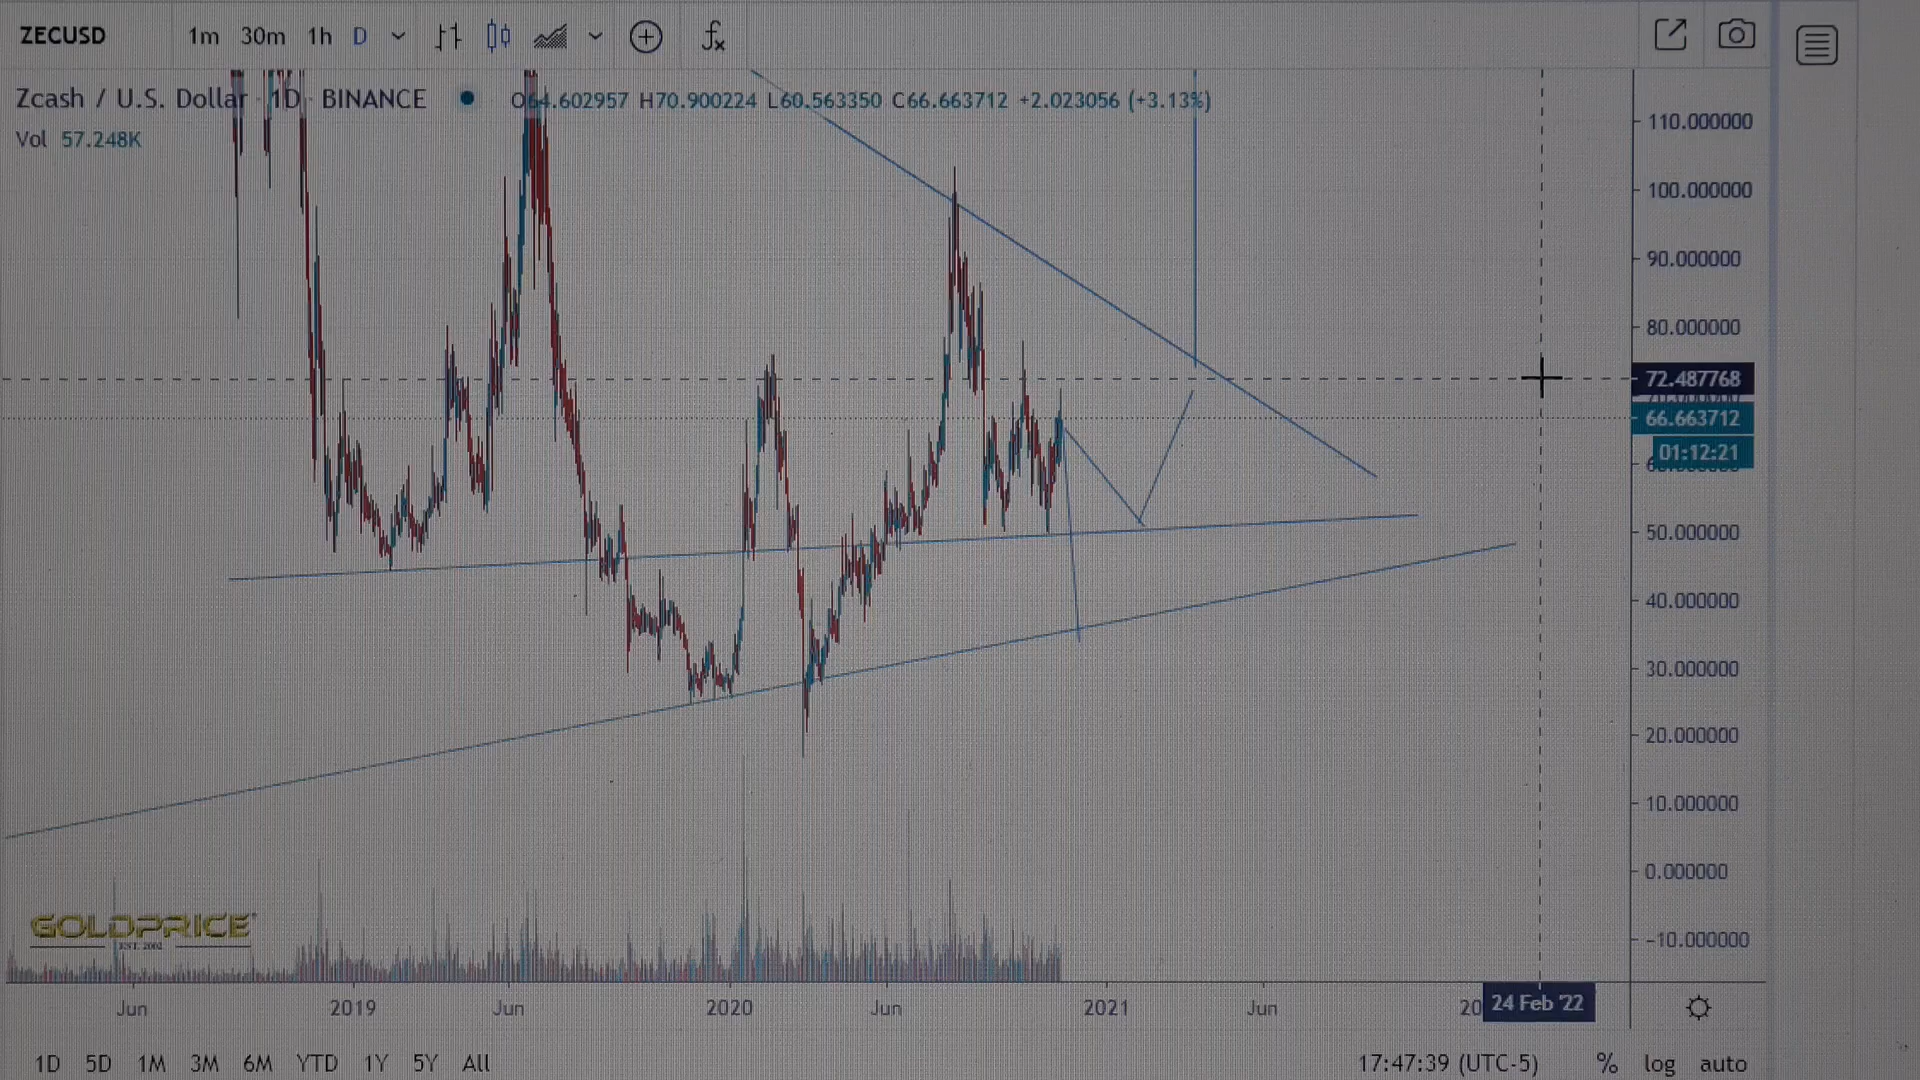 ZECUSD 1m 30m 1h D
Zcash / U.S. Dollar 1D BINANCE O64.602957 H70.900224 L60.563350 C66.663712 +2.023056 (+3.13%)
Vol 57.248K
110.000000
100.000000
90.000000
80.000000
72.487768
66.663712
01:12:21
50.000000
40.000000
30.000000
20.000000
10.000000
0.000000
-10.000000
GOLDPRICE
EST. 2002
Jun 2019 Jun 2020 Jun 2021 Jun 24 Feb '22
1D 5D 1M 3M 6M YTD 1Y 5Y All 17:47:39 (UTC-5) % log auto